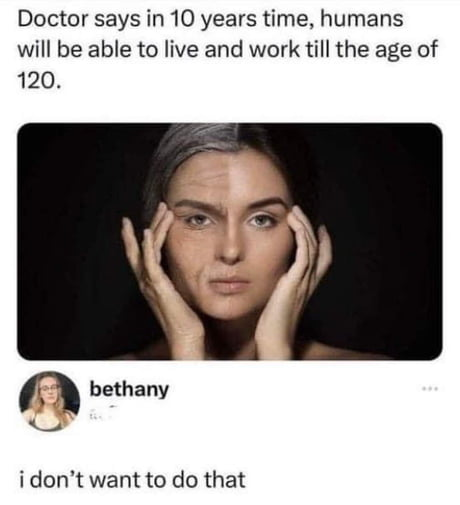 Doctor says in 10 years time, humans
will be able to live and work till the age of
120.
bethany
i don't want to do that